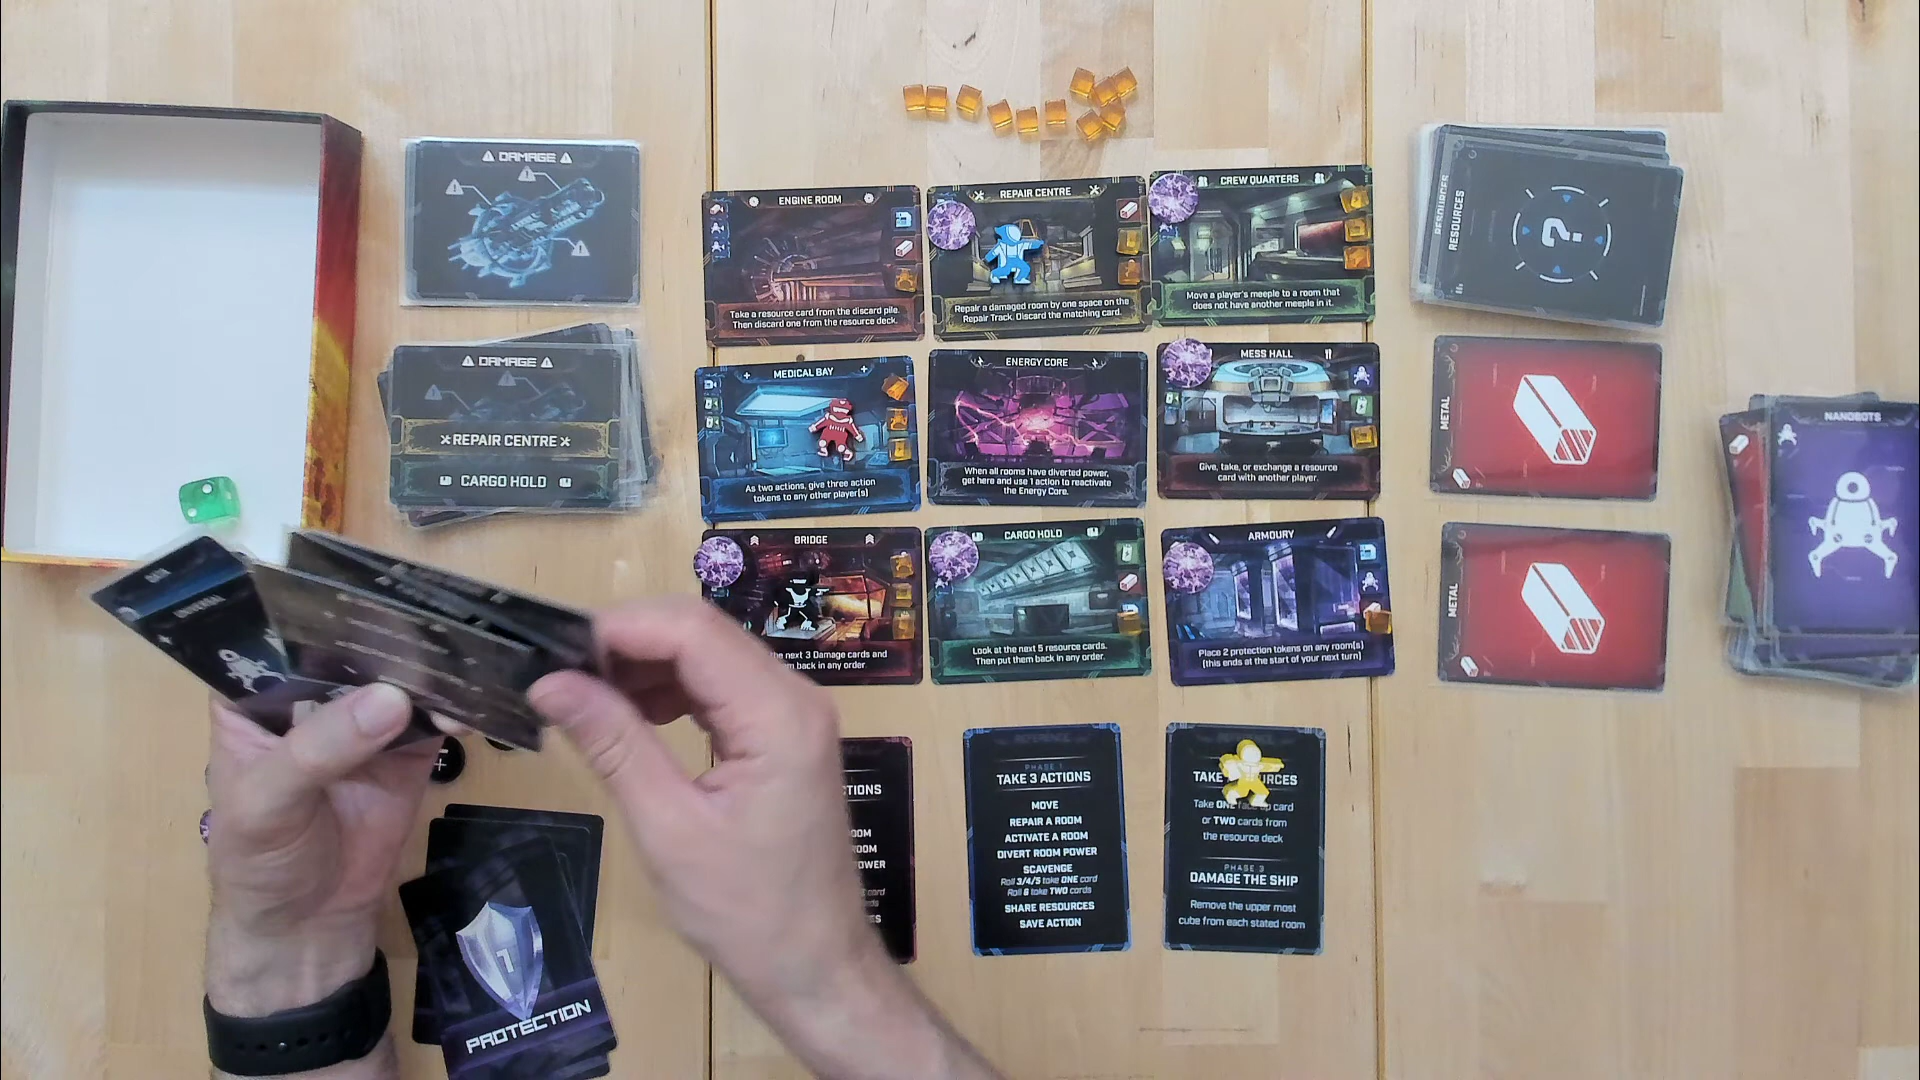 DAMAGE
DAMAGE
REPAIR CENTRE
CARGO HOLD
ENGINE ROOM
Take a resource card from the discard pile.
Then discard one from the resource deck.
REPAIR CENTRE
Repair a damaged room by one space on the
Repair Track. Discard the matching card.
CREW QUARTERS
Move a player's meeple to a room that
does not have another meeple in it.
MEDICAL BAY
As two actions, give three action
tokens to any other player(s)
ENERGY CORE
When all rooms have diverted power,
get here and use 1 action to reactivate
the Energy Core.
MESS HALL
Give, take, or exchange a resource
card with another player.
BRIDGE
the next 3 Damage cards and
back in any order
CARGO HOLD
Look at the next 5 resource cards.
Then put them back in any order.
ARMOURY
Place 2 protection tokens on any room(s)
(this ends at the start of your next turn)
RESOURCES
RESOURCES
?
METAL
METAL
NANOBOTS
1
PROTECTION
PHASE 1
TAKE 3 ACTIONS
MOVE
REPAIR A ROOM
ACTIVATE A ROOM
DIVERT ROOM POWER
SCAVENGE
Roll 3/4/5 take ONE card
Roll 6 take TWO cards
SHARE RESOURCES
SAVE ACTION
TAKE
Take ONE face up card
or TWO cards from
the resource deck
PHASE 3
DAMAGE THE SHIP
Remove the upper most
cube from each stated room